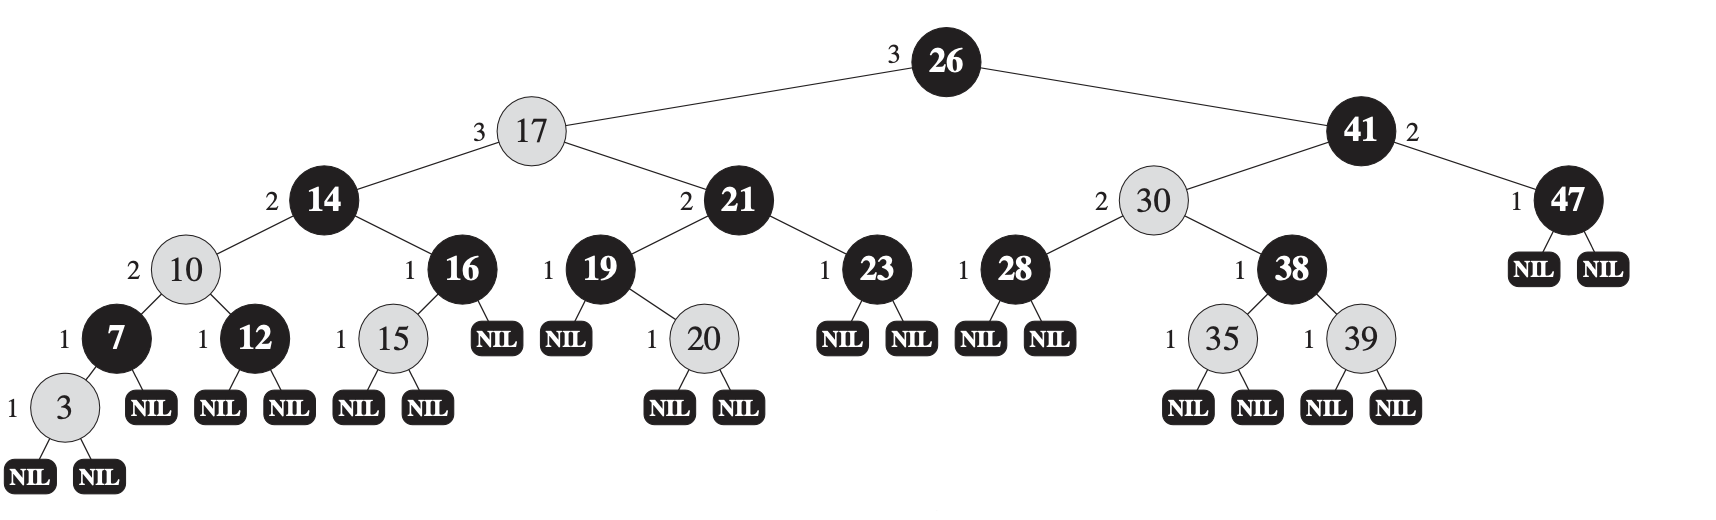 3 26
3 17 41 2
2 14 2 21 2 30 1 47
2 10 1 16 1 19 1 23 1 28 1 38 NIL NIL
1 7 1 12 1 15 NIL NIL 1 20 NIL NIL NIL NIL 1 35 1 39
1 3 NIL NIL NIL NIL NIL NIL NIL NIL NIL NIL NIL
NIL NIL